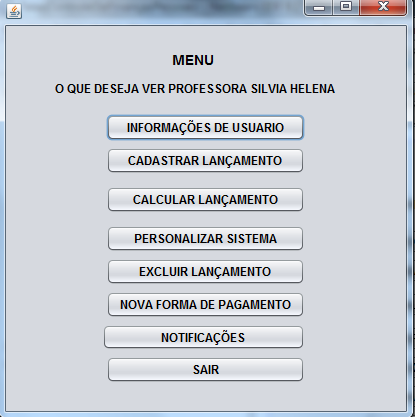 MENU
O QUE DESEJA VER PROFESSORA SILVIA HELENA
INFORMAÇÕES DE USUARIO
CADASTRAR LANÇAMENTO
CALCULAR LANÇAMENTO
PERSONALIZAR SISTEMA
EXCLUIR LANÇAMENTO
NOVA FORMA DE PAGAMENTO
NOTIFICAÇÕES
SAIR